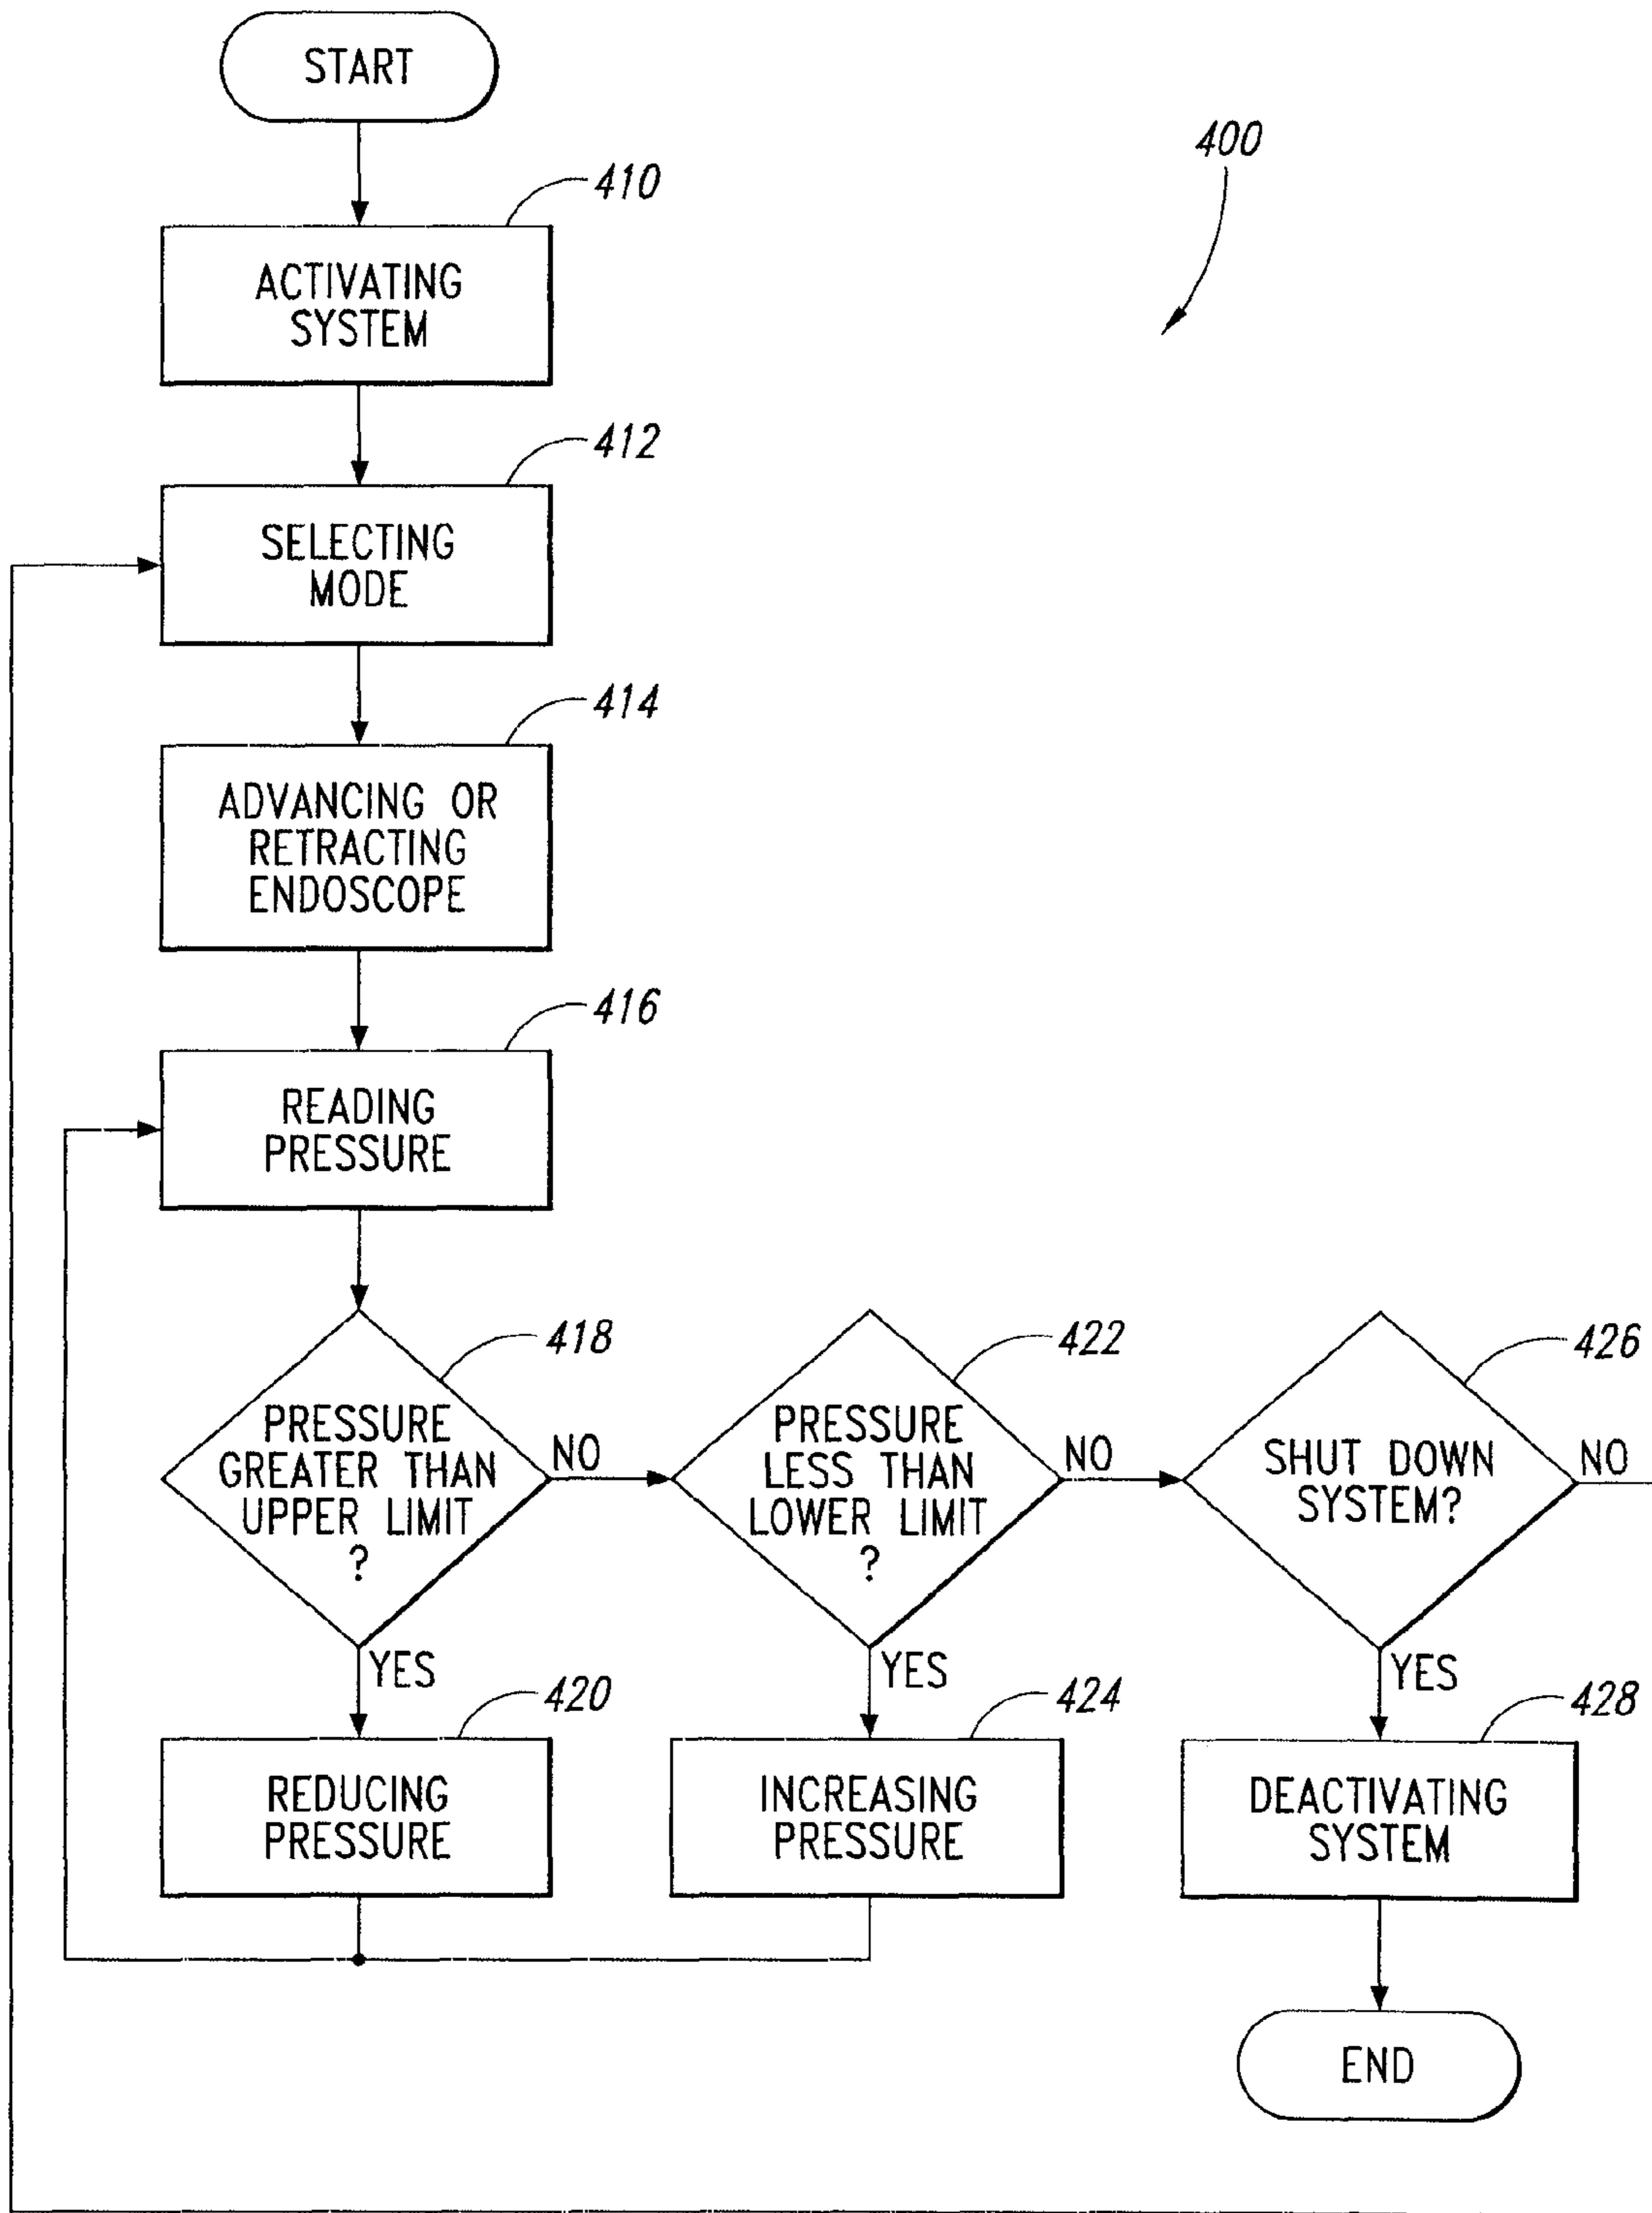 START
400
410
ACTIVATING
SYSTEM
412
SELECTING
MODE
414
ADVANCING OR
RETRACTING
ENDOSCOPE
416
READING
PRESSURE
418
PRESSURE
GREATER THAN
UPPER LIMIT
?
NO
YES
422
PRESSURE
LESS THAN
LOWER LIMIT
?
NO
YES
426
SHUT DOWN
SYSTEM?
NO
YES
420
REDUCING
PRESSURE
424
INCREASING
PRESSURE
428
DEACTIVATING
SYSTEM
END